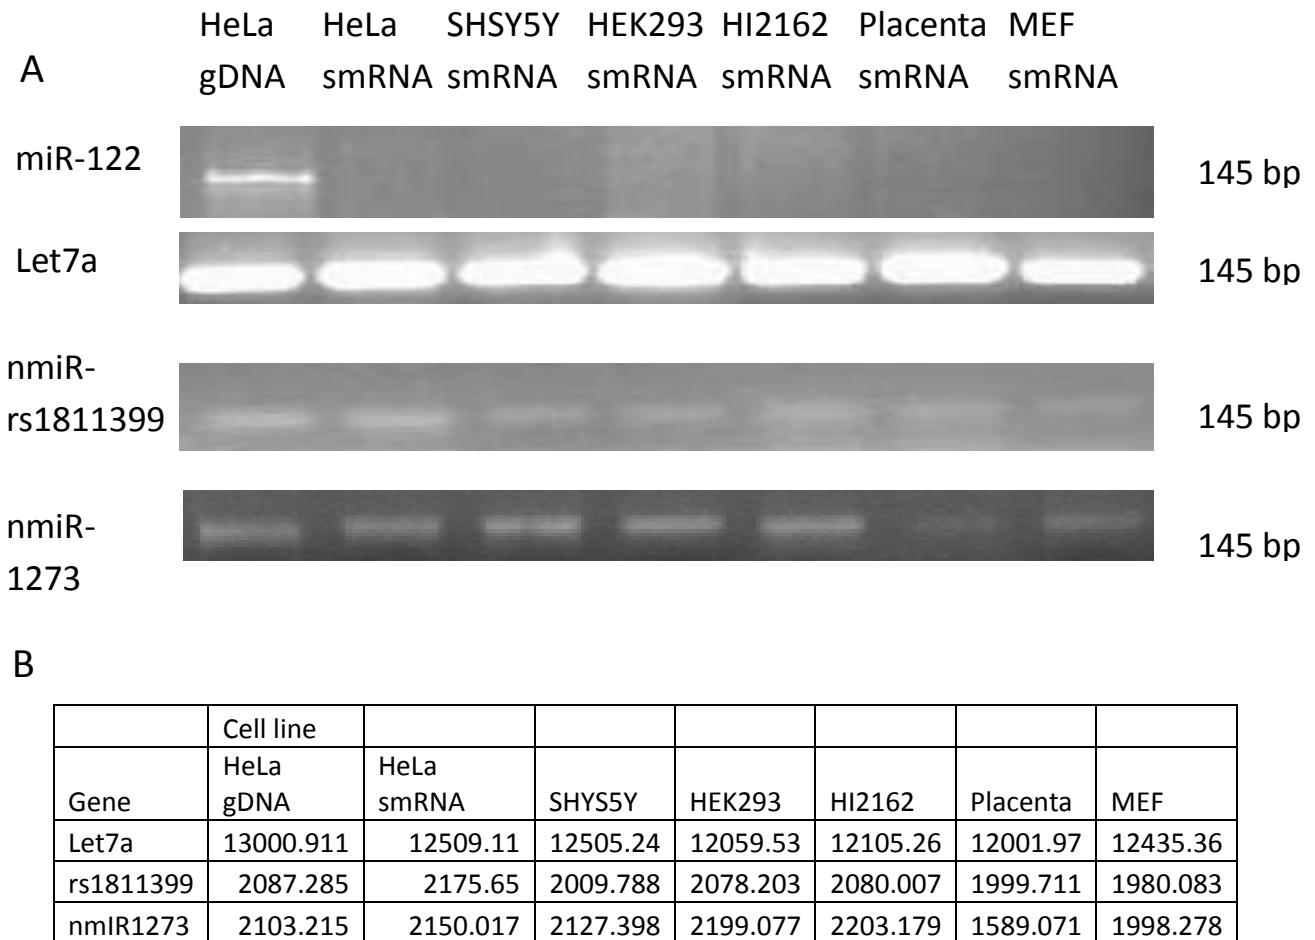 HeLa HeLa SHSY5Y HEK293 HI2162 Placenta MEF
A
gDNA smRNA smRNA smRNA smRNA smRNA smRNA
miR-122
145 bp
Let7a
145 bp
nmiR-
rs1811399
145 bp
nmiR-
1273
145 bp
B
Cell line
Gene HeLa gDNA HeLa smRNA SHYS5Y HEK293 HI2162 Placenta MEF
Let7a 13000.911 12509.11 12505.24 12059.53 12105.26 12001.97 12435.36
rs1811399 2087.285 2175.65 2009.788 2078.203 2080.007 1999.711 1980.083
nmIR1273 2103.215 2150.017 2127.398 2199.077 2203.179 1589.071 1998.278